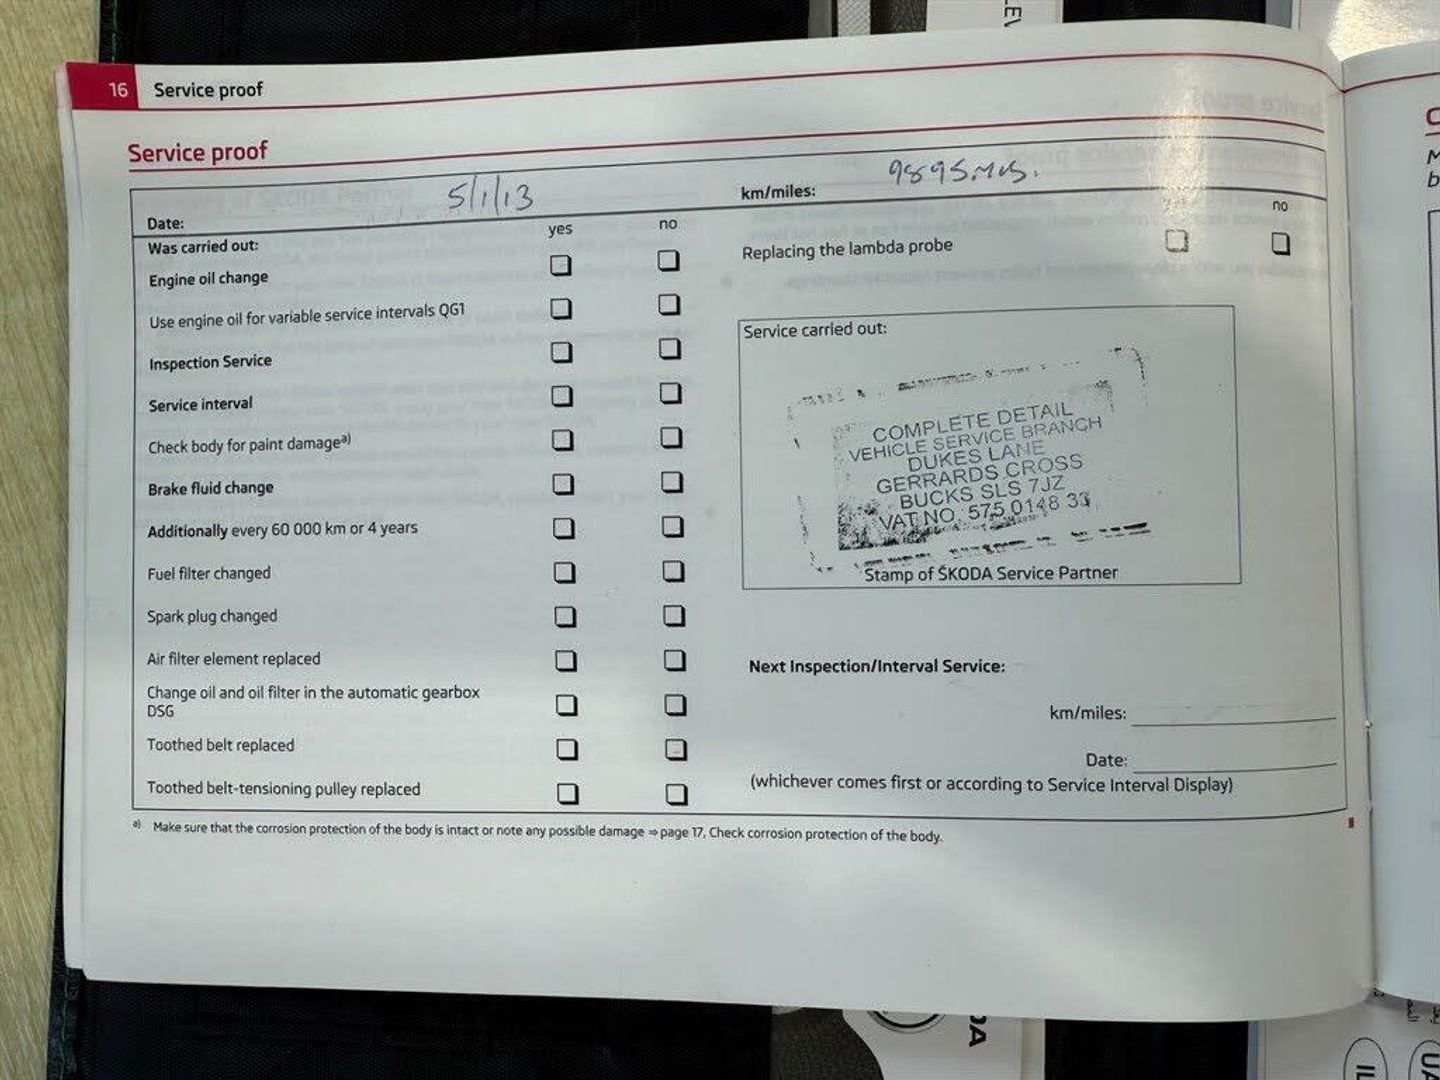 16 Service proof
Service proof
Date: 5/1/13
km/miles: 9895 mls.
Was carried out: yes no
Engine oil change
Use engine oil for variable service intervals QG1
Inspection Service
Service interval
Check body for paint damage a)
Brake fluid change
Additionally every 60 000 km or 4 years
Fuel filter changed
Spark plug changed
Air filter element replaced
Change oil and oil filter in the automatic gearbox
DSG
Toothed belt replaced
Toothed belt-tensioning pulley replaced
no
Replacing the lambda probe
Service carried out:
COMPLETE DETAIL
VEHICLE SERVICE BRANCH
DUKES LANE
GERRARDS CROSS
BUCKS SLS 7JZ
VAT NO. 575 0148 33
Stamp of ŠKODA Service Partner
Next Inspection/Interval Service:
km/miles:
Date:
(whichever comes first or according to Service Interval Display)
a) Make sure that the corrosion protection of the body is intact or note any possible damage ⇒ page 17, Check corrosion protection of the body.
C
M
b
DA
IL
UA